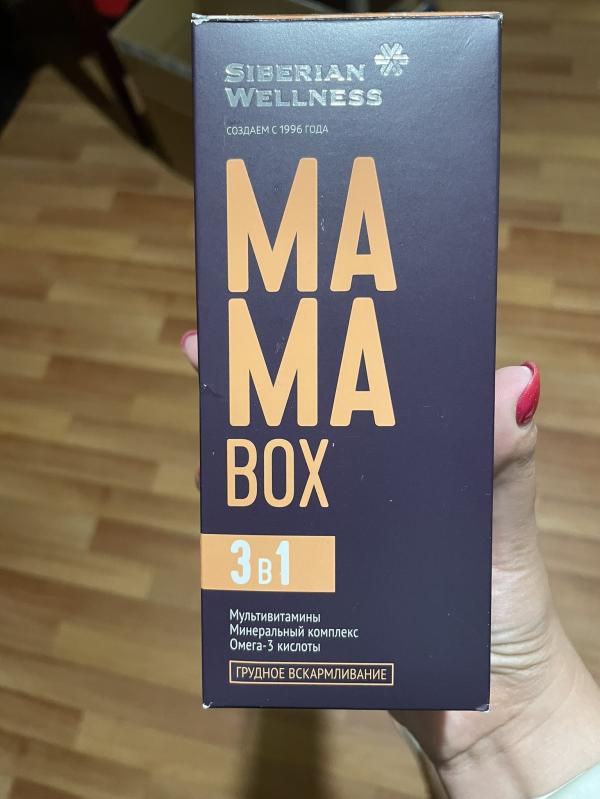 SIBERIAN
WELLNESS
СОЗДАЕМ С 1996 ГОДА
MA
MA
BOX
3 в 1
Мультивитамины
Минеральный комплекс
Омега-3 кислоты
ГРУДНОЕ ВСКАРМЛИВАНИЕ